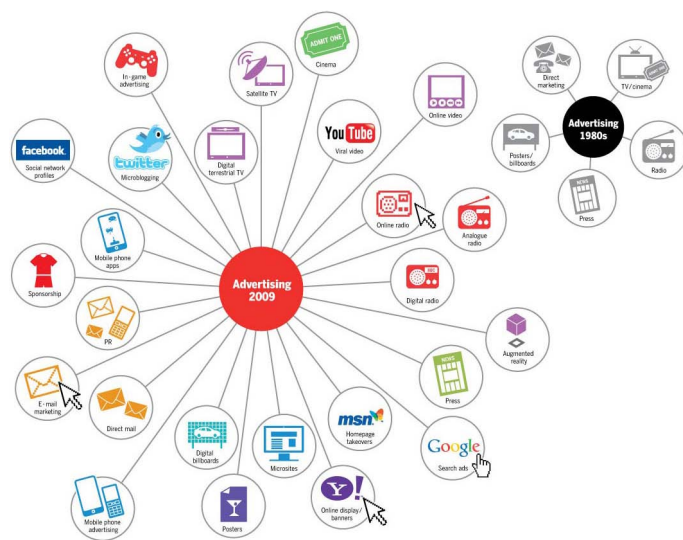 In-game
advertising
Satellite TV
ADMIT ONE
Cinema
Online video
facebook
Social network
profiles
twitter
Microblogging
Digital
terrestrial TV
YouTube
Viral video
Online radio
Analogue
radio
Mobile phone
apps
Sponsorship
PR
Advertising
2009
BBC
Digital radio
Augmented
reality
NEWS
Press
E-mail
marketing
Direct mail
Digital
billboards
Microsites
msn
Homepage
takeovers
Google
Search ads
Mobile phone
advertising
Posters
Y!
Online display/
banners
Direct
marketing
TV/cinema
Advertising
1980s
Posters/
billboards
Radio
NEWS
Press